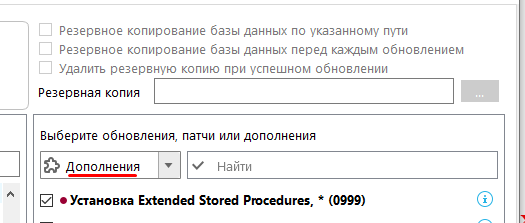 Резервное копирование базы данных по указанному пути
Резервное копирование базы данных перед каждым обновлением
Удалить резервную копию при успешном обновлении
Резервная копия ...
Выберите обновления, патчи или дополнения
Дополнения Найти
Установка Extended Stored Procedures, * (0999)